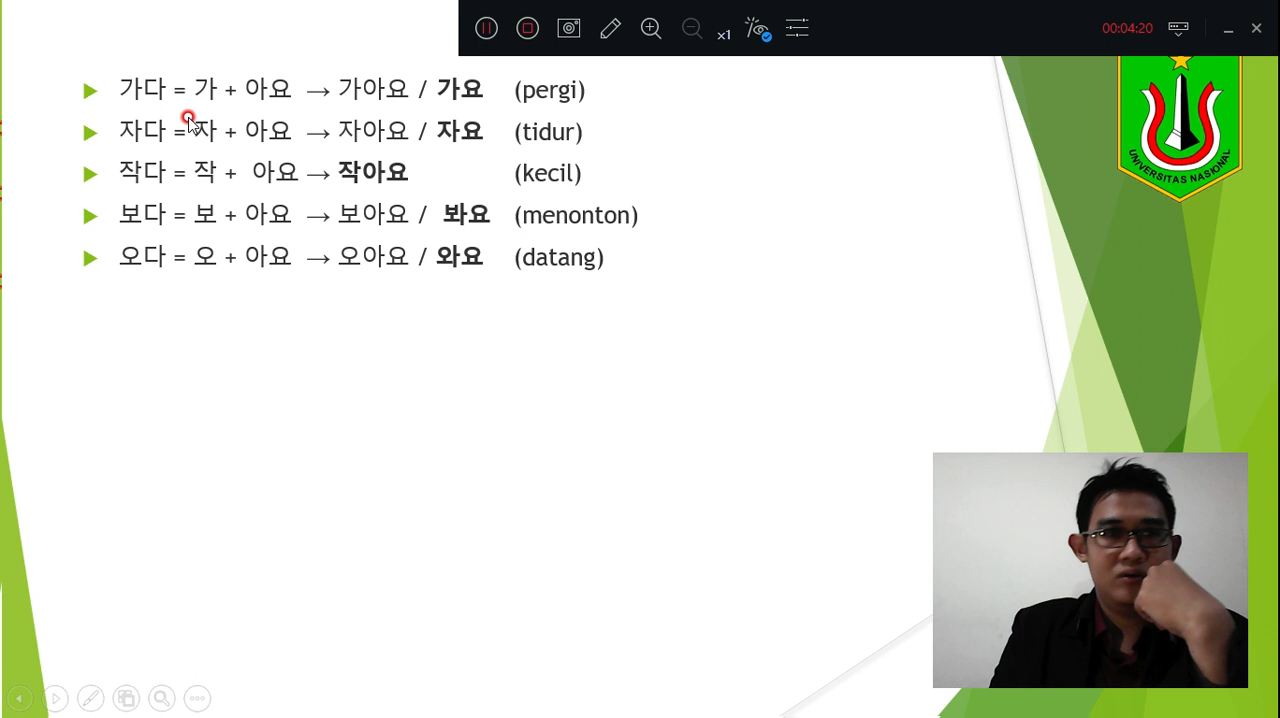 x1
00:04:20
가다 = 가 + 아요 → 가아요 / 가요 (pergi)
자다 = 자 + 아요 → 자아요 / 자요 (tidur)
작다 = 작 + 아요 → 작아요 (kecil)
보다 = 보 + 아요 → 보아요 / 봐요 (menonton)
오다 = 오 + 아요 → 오아요 / 와요 (datang)
UNIVERSITAS NASIONAL